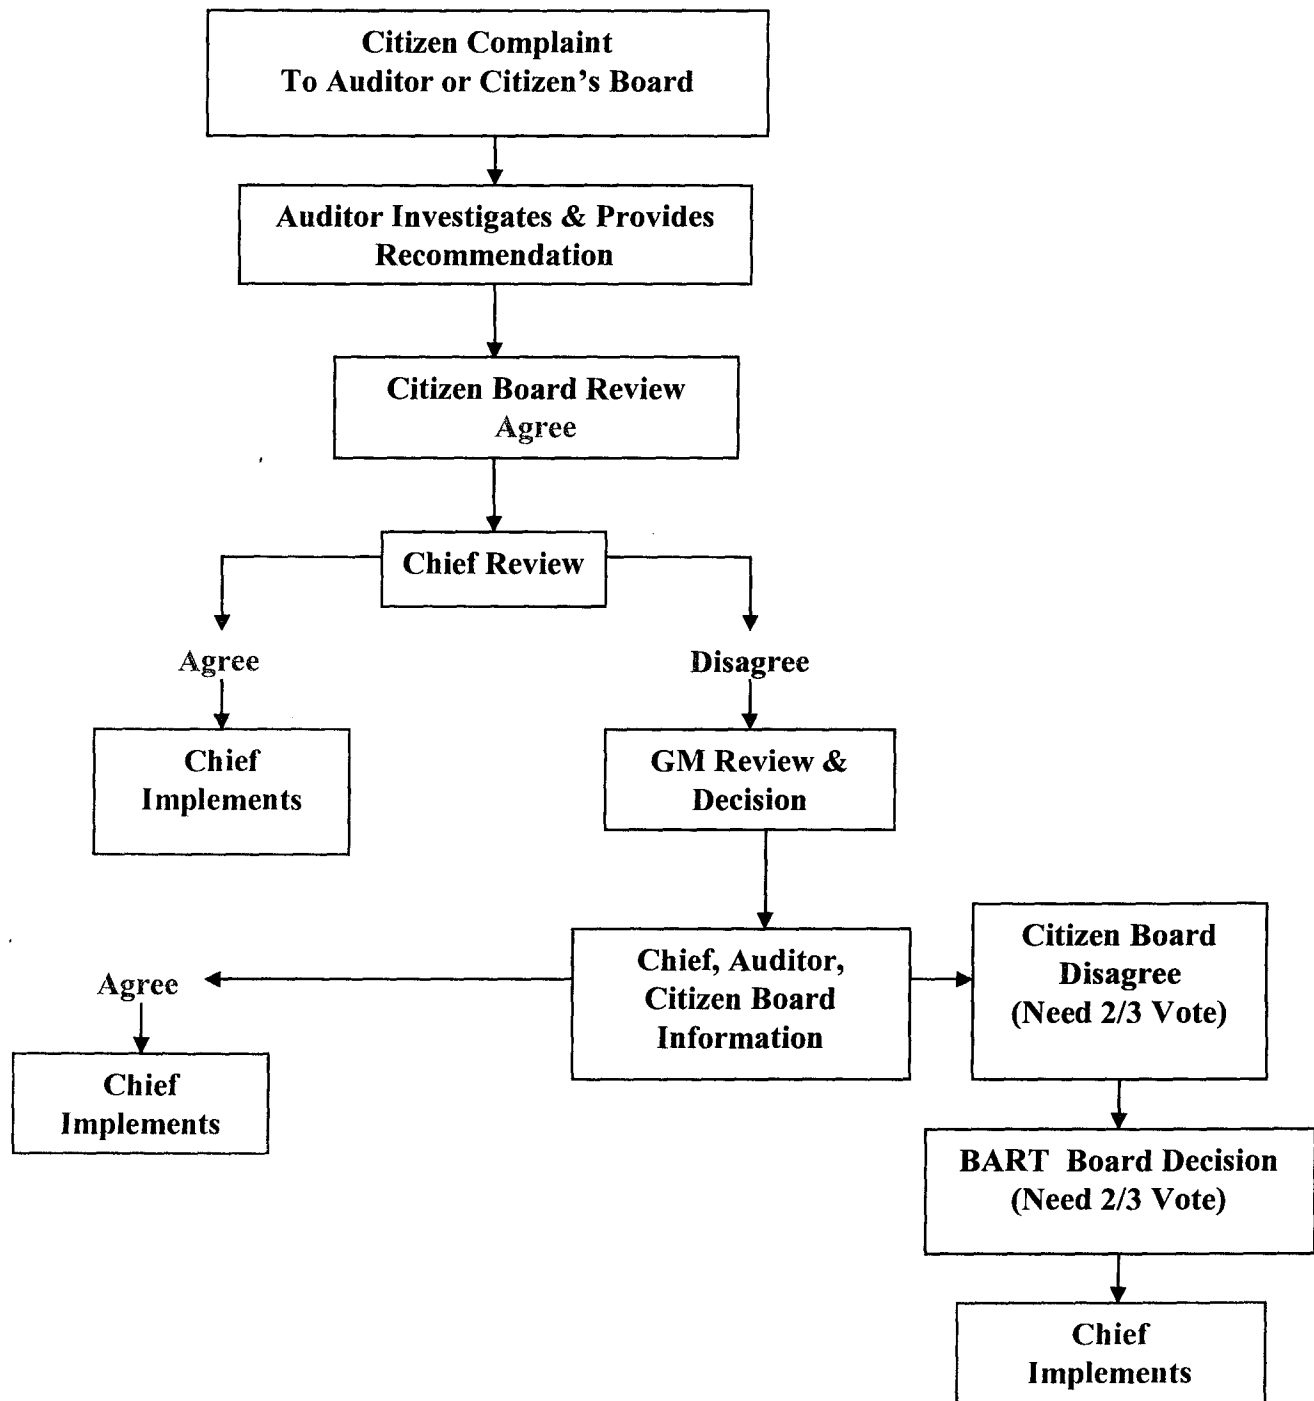 Citizen Complaint
To Auditor or Citizen's Board
Auditor Investigates & Provides
Recommendation
Citizen Board Review
Agree
Chief Review
Agree
Disagree
Chief
Implements
GM Review &
Decision
Agree
Chief, Auditor,
Citizen Board
Information
Citizen Board
Disagree
(Need 2/3 Vote)
Chief
Implements
BART Board Decision
(Need 2/3 Vote)
Chief
Implements